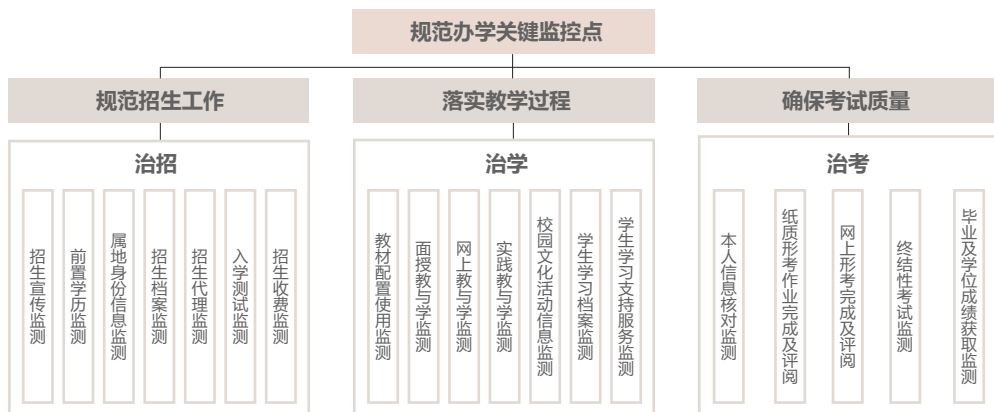 规范办学关键监控点
规范招生工作
落实教学过程
确保考试质量
治招
治学
治考
招生宣传监测
前置学历监测
属地身份信息监测
招生档案监测
招生代理监测
入学测试监测
招生收费监测
教材配置使用监测
面授教与学监测
网上教与学监测
实践教与学监测
校园文化活动信息监测
学生学习档案监测
学生学习支持服务监测
本人信息核对监测
纸质形考作业完成及评阅
网上形考完成及评阅
终结性考试监测
毕业及学位成绩获取监测